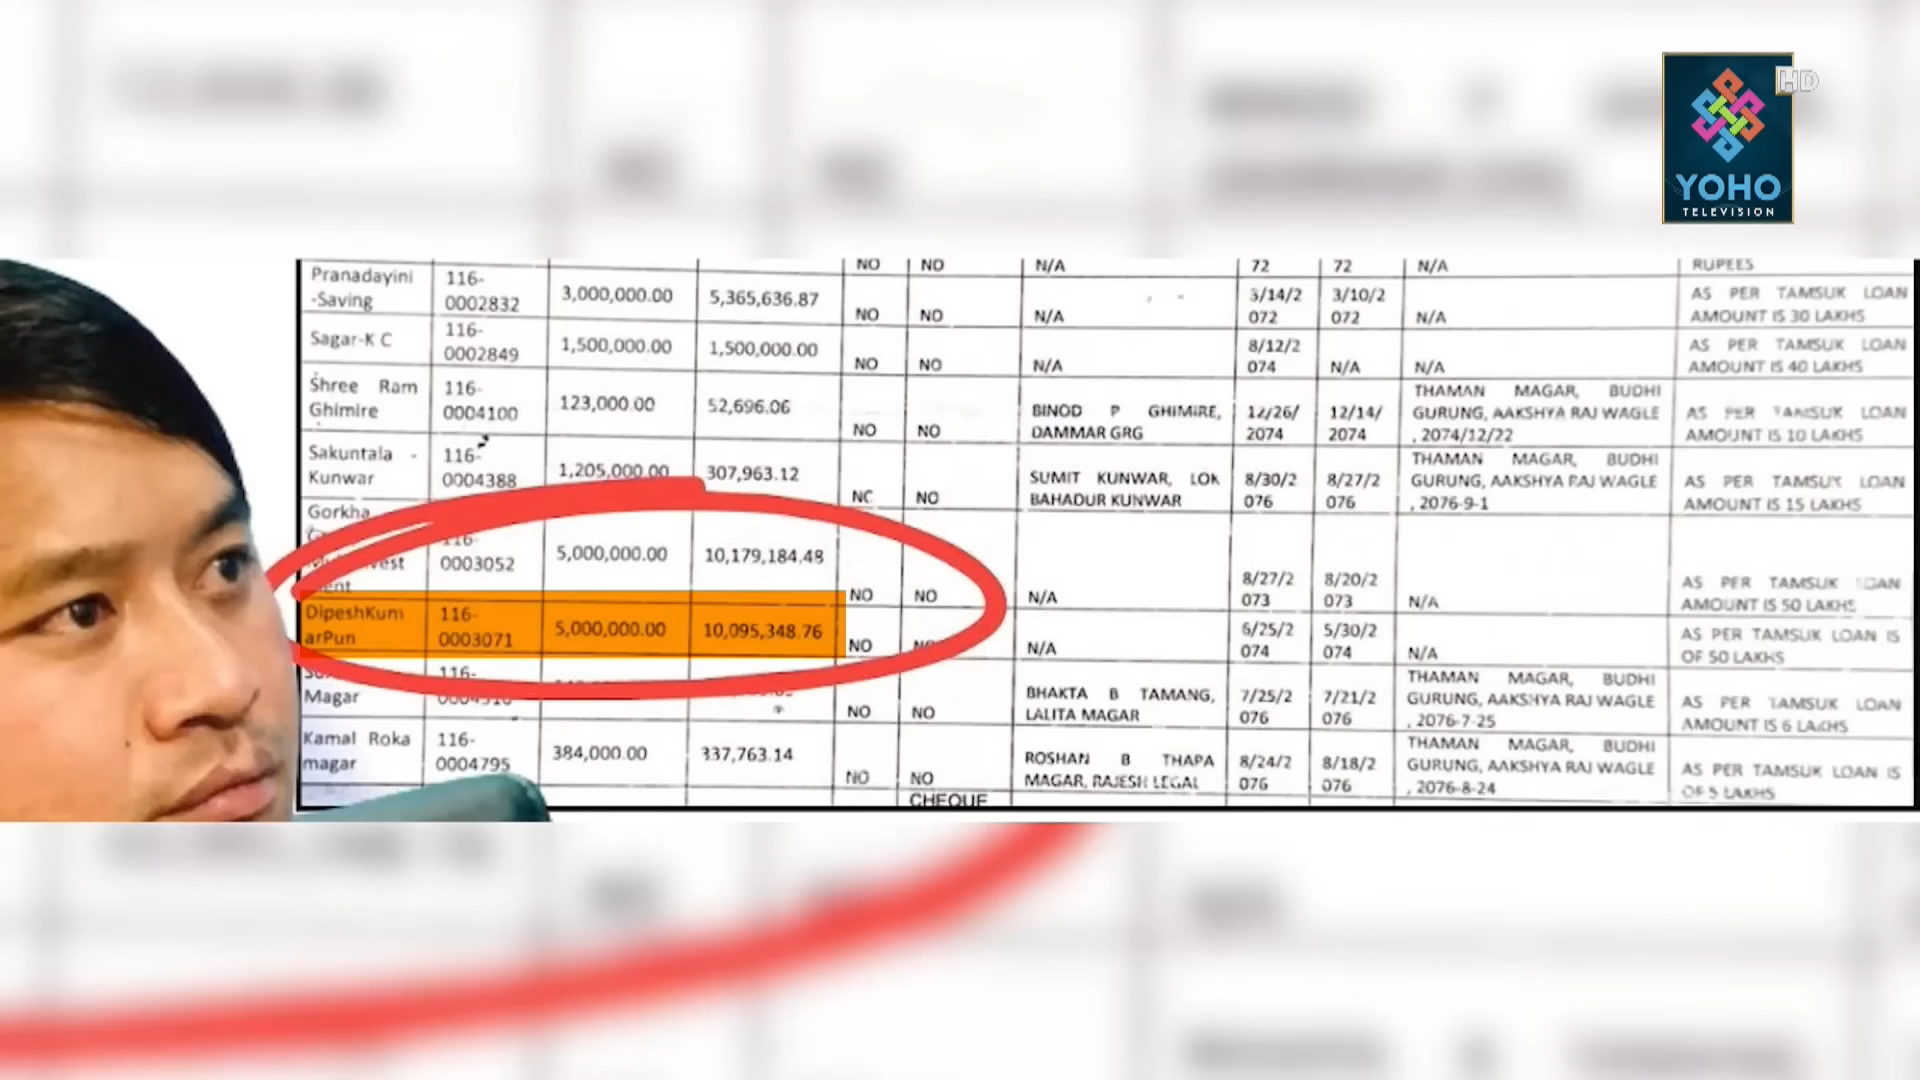 HD
YOHO
TELEVISION
NO NO N/A 72 72 N/A RUPEES
Pranadayini 116- 3,000,000.00 5,365,636.87 3/14/2 3/10/2 AS PER TAMSUK LOAN
-Saving 0002832 NO NO N/A 072 072 N/A AMOUNT IS 30 LAKHS
Sagar-K C 116- 1,500,000.00 1,500,000.00 8/12/2 AS PER TAMSUK LOAN
0002849 NO NO N/A 074 N/A N/A AMOUNT IS 40 LAKHS
Shree Ram 116- 123,000.00 52,696.06 THAMAN MAGAR, BUDHI
Ghimire 0004100 BINOD P GHIMIRE, 12/26/ 12/14/ GURUNG, AAKSHYA RAJ WAGLE AS PER TAMSUK LOAN
NO NO DAMMAR GRG 2074 2074 , 2074/12/22 AMOUNT IS 10 LAKHS
Sakuntala - 116- 1,205,000.00 307,963.12 THAMAN MAGAR, BUDHI
Kunwar 0004388 SUMIT KUNWAR, LOK 8/30/2 8/27/2 GURUNG, AAKSHYA RAJ WAGLE AS PER TAMSUK LOAN
NC NO BAHADUR KUNWAR 076 076 , 2076-9-1 AMOUNT IS 15 LAKHS
Gorkha
116- 5,000,000.00 10,179,184.48
0003052 8/27/2 8/20/2 AS PER TAMSUK LOAN
NO NO N/A 073 073 N/A AMOUNT IS 50 LAKHS
DipeshKum 116- 5,000,000.00 10,095,348.76 6/25/2 5/30/2 AS PER TAMSUK LOAN IS
arPun 0003071 NO NO N/A 074 074 N/A OF 50 LAKHS
116- THAMAN MAGAR, BUDHI
Magar BHAKTA B TAMANG, 7/25/2 7/21/2 GURUNG, AAKSHYA RAJ WAGLE AS PER TAMSUK LOAN
NO NO LALITA MAGAR 076 076 , 2076-7-25 AMOUNT IS 6 LAKHS
Kamal Roka 116- 384,000.00 337,763.14 THAMAN MAGAR, BUDHI
magar 0004795 ROSHAN B THAPA 8/24/2 8/18/2 GURUNG, AAKSHYA RAJ WAGLE AS PER TAMSUK LOAN IS
NO NO MAGAR, RAJESH LEGAL 076 076 , 2076-8-24 OF 5 LAKHS
CHEQUE